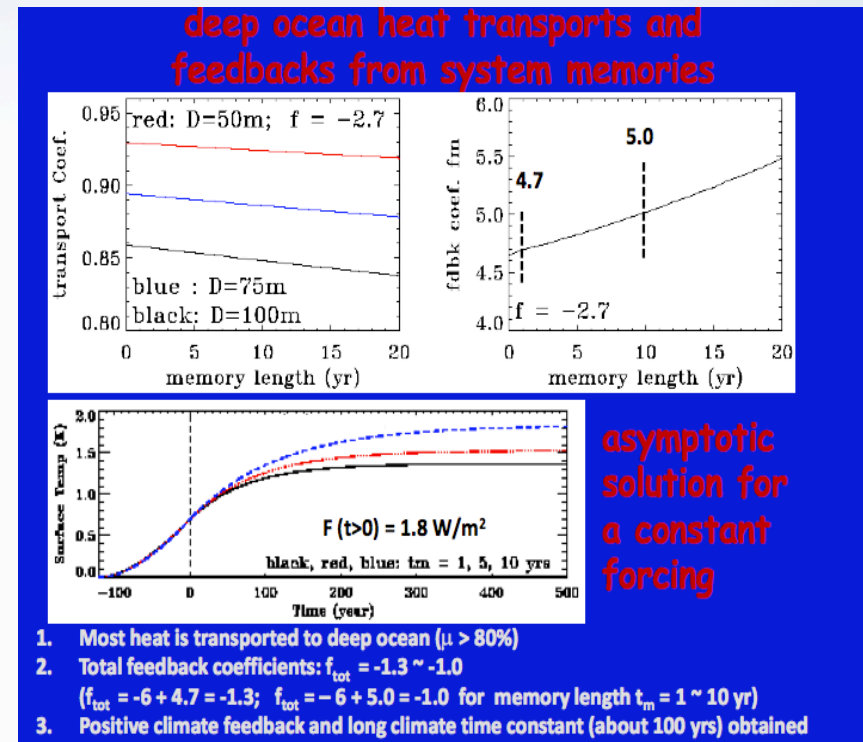 deep ocean heat transports and
feedbacks from system memories
transport Coef.
0.95
0.90
0.85
0.80
red: D=50m; f = −2.7
blue : D=75m
black: D=100m
0 5 10 15 20
memory length (yr)
fdbk coef. fm
6.0
5.5
5.0
4.5
4.0
4.7
5.0
f = −2.7
0 5 10 15 20
memory length (yr)
Surface Temp (K)
2.0
1.5
1.0
0.5
0.0
F (t>0) = 1.8 W/m²
black, red, blue: tm = 1, 5, 10 yrs
−100 0 100 200 300 400 500
Time (year)
asymptotic
solution for
a constant
forcing
1. Most heat is transported to deep ocean (μ > 80%)
2. Total feedback coefficients: ftot = -1.3 ~ -1.0
(ftot = -6 + 4.7 = -1.3; ftot = – 6 + 5.0 = -1.0 for memory length tm = 1 ~ 10 yr)
3. Positive climate feedback and long climate time constant (about 100 yrs) obtained